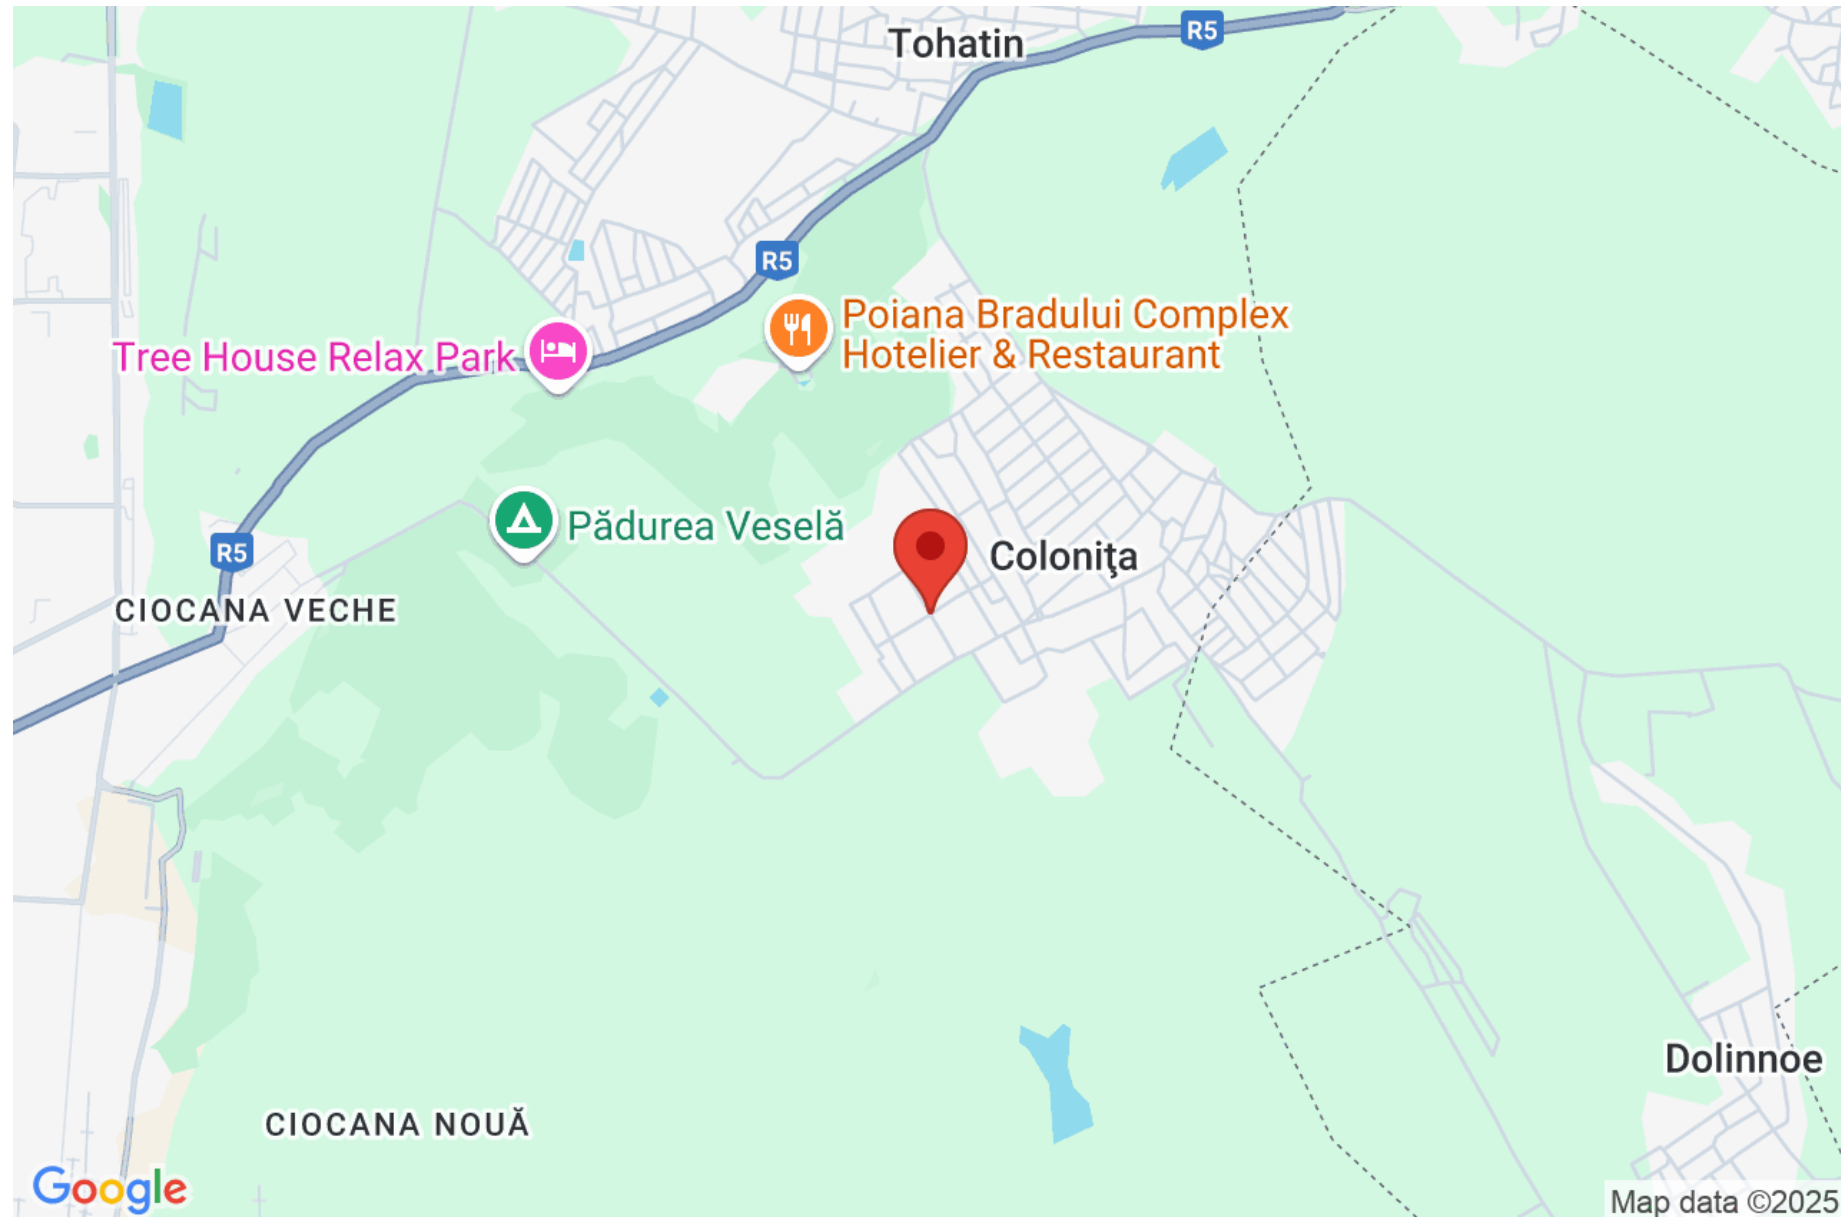 Tohatin
R5
R5
Poiana Bradului Complex
Hotelier & Restaurant
Tree House Relax Park
Pădurea Veselă
R5
Coloniţa
CIOCANA VECHE
Dolinnoe
CIOCANA NOUĂ
Google
Map data ©2025